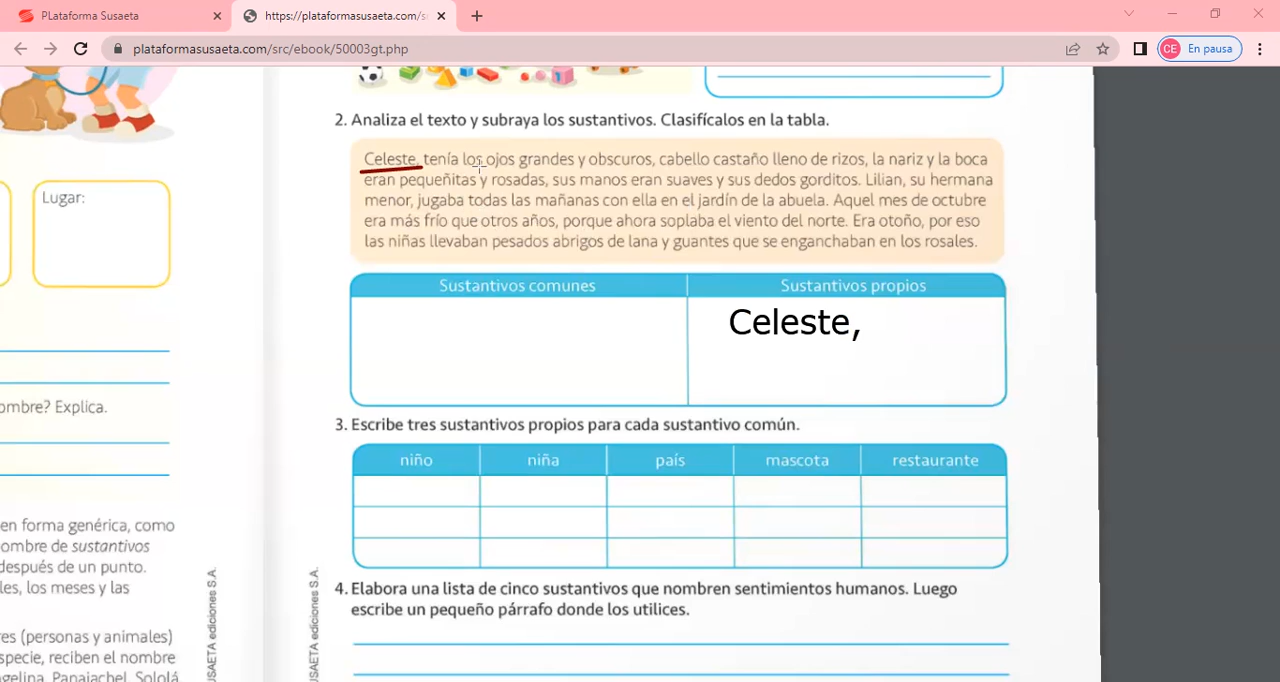 PLataforma Susaeta
https://plataformasusaeta.com/s
plataformasusaeta.com/src/ebook/50003gt.php
CE
En pausa
2. Analiza el texto y subraya los sustantivos. Clasifícalos en la tabla.
Celeste, tenía los ojos grandes y obscuros, cabello castaño lleno de rizos, la nariz y la boca
eran pequeñitas y rosadas, sus manos eran suaves y sus dedos gorditos. Lilian, su hermana
menor, jugaba todas las mañanas con ella en el jardín de la abuela. Aquel mes de octubre
era más frío que otros años, porque ahora soplaba el viento del norte. Era otoño, por eso
las niñas llevaban pesados abrigos de lana y guantes que se enganchaban en los rosales.
Lugar:
Sustantivos comunes
Sustantivos propios
Celeste,
ombre? Explica.
3. Escribe tres sustantivos propios para cada sustantivo común.
niño
niña
país
mascota
restaurante
en forma genérica, como
ombre de sustantivos
después de un punto.
les, los meses y las
4. Elabora una lista de cinco sustantivos que nombren sentimientos humanos. Luego
escribe un pequeño párrafo donde los utilices.
res (personas y animales)
specie, reciben el nombre
ngelina, Panajachel, Sololá
SUSAETA ediciones S.A.
SUSAETA ediciones S.A.